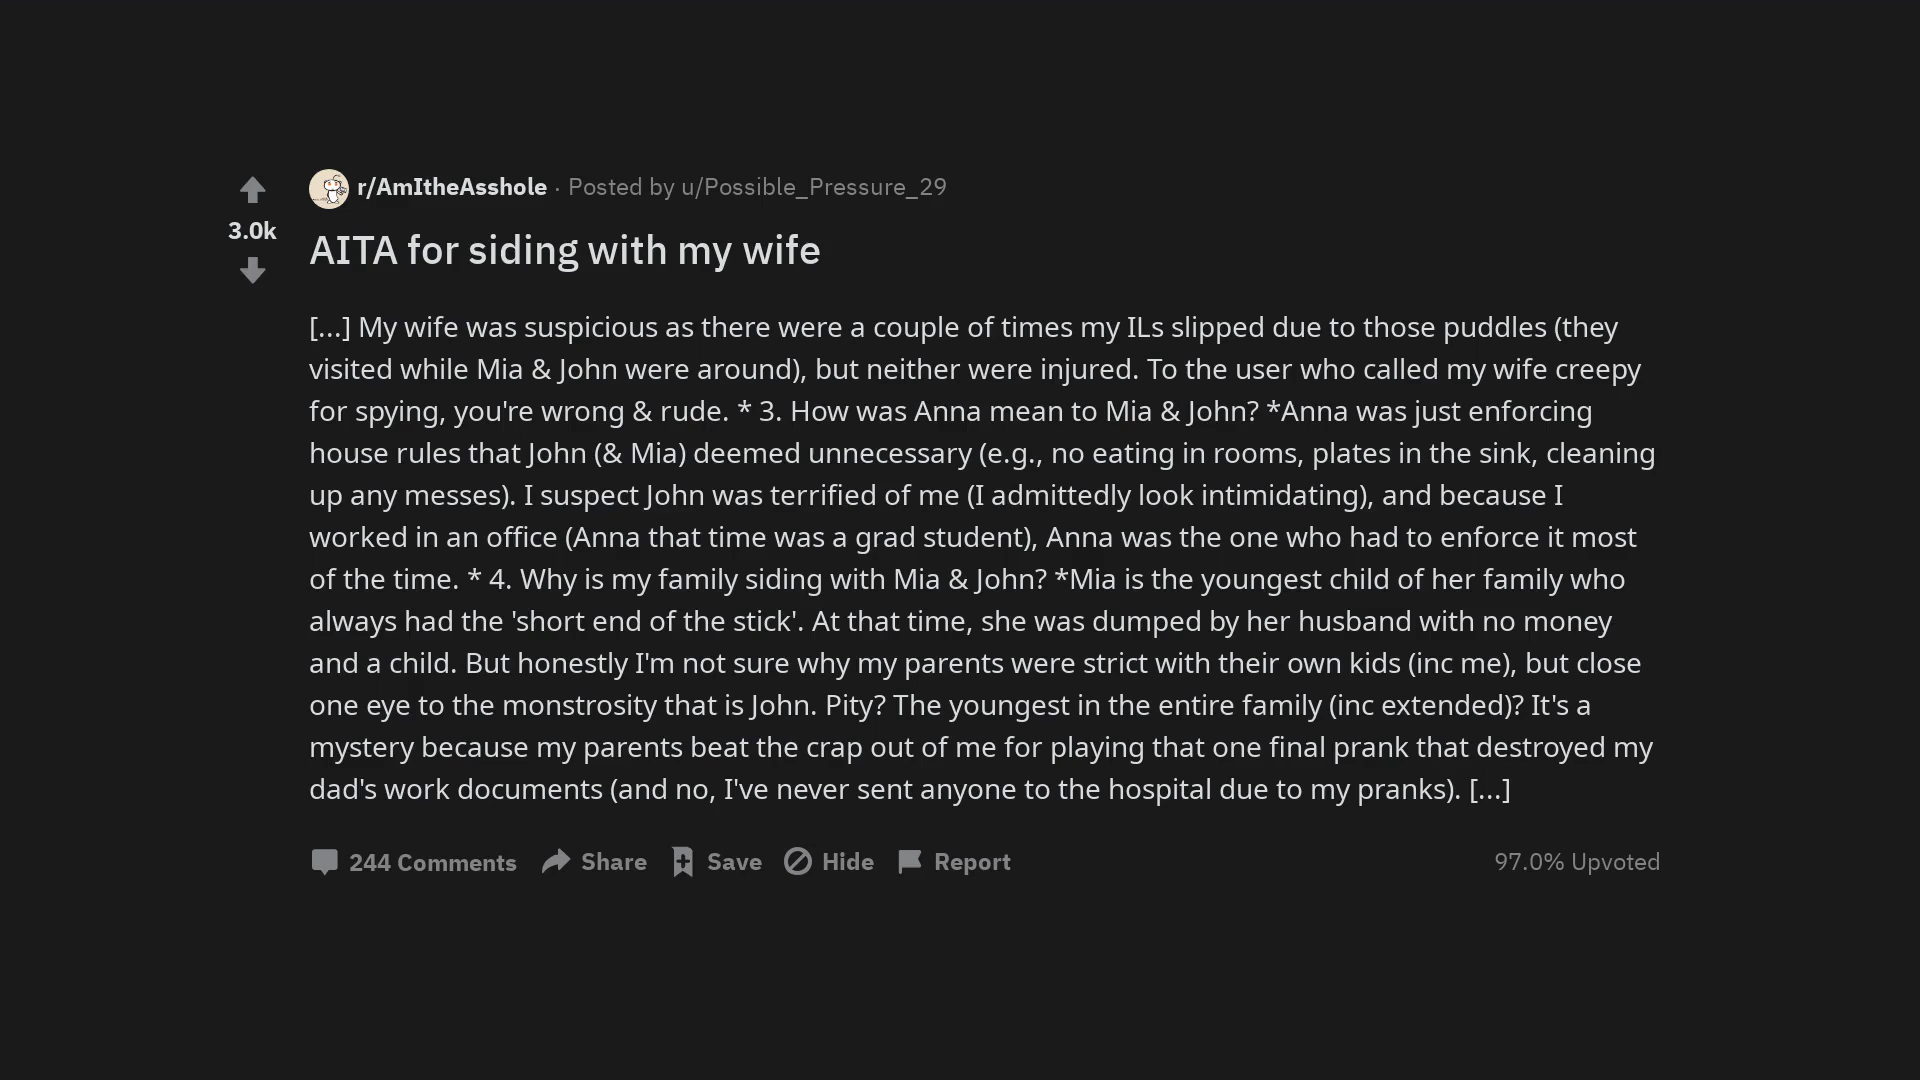 r/AmItheAsshole · Posted by u/Possible_Pressure_29
3.0k
AITA for siding with my wife
[...] My wife was suspicious as there were a couple of times my ILs slipped due to those puddles (they
visited while Mia & John were around), but neither were injured. To the user who called my wife creepy
for spying, you're wrong & rude. * 3. How was Anna mean to Mia & John? *Anna was just enforcing
house rules that John (& Mia) deemed unnecessary (e.g., no eating in rooms, plates in the sink, cleaning
up any messes). I suspect John was terrified of me (I admittedly look intimidating), and because I
worked in an office (Anna that time was a grad student), Anna was the one who had to enforce it most
of the time. * 4. Why is my family siding with Mia & John? *Mia is the youngest child of her family who
always had the 'short end of the stick'. At that time, she was dumped by her husband with no money
and a child. But honestly I'm not sure why my parents were strict with their own kids (inc me), but close
one eye to the monstrosity that is John. Pity? The youngest in the entire family (inc extended)? It's a
mystery because my parents beat the crap out of me for playing that one final prank that destroyed my
dad's work documents (and no, I've never sent anyone to the hospital due to my pranks). [...]
244 Comments Share Save Hide Report 97.0% Upvoted